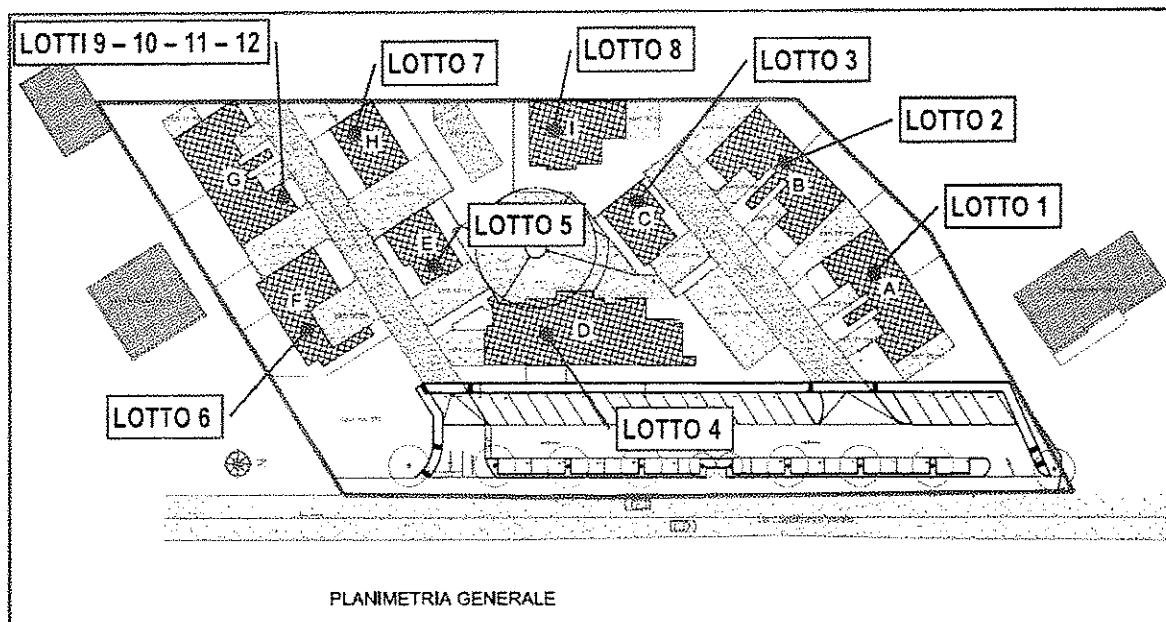 LOTTI 9 – 10 – 11 – 12
LOTTO 7
LOTTO 8
LOTTO 3
LOTTO 2
LOTTO 1
H
I
G
B
C
E
LOTTO 5
A
F
D
LOTTO 6
LOTTO 4
N
PLANIMETRIA GENERALE